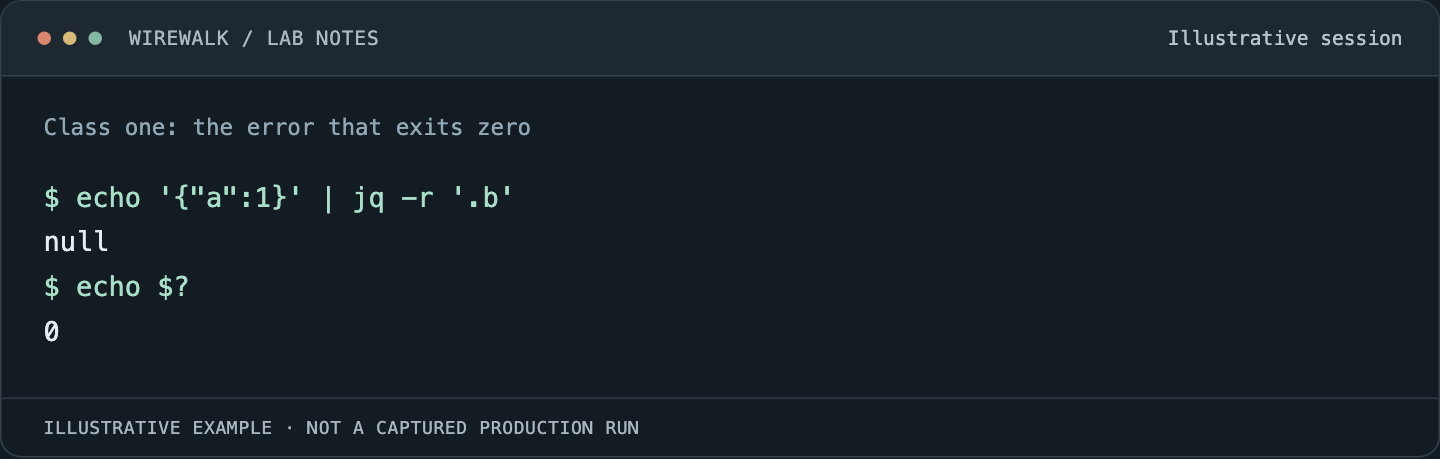 WIREWALK / LAB NOTES
Illustrative session
Class one: the error that exits zero
$ echo '{"a":1}' | jq -r '.b'
null
$ echo $?
0
ILLUSTRATIVE EXAMPLE · NOT A CAPTURED PRODUCTION RUN